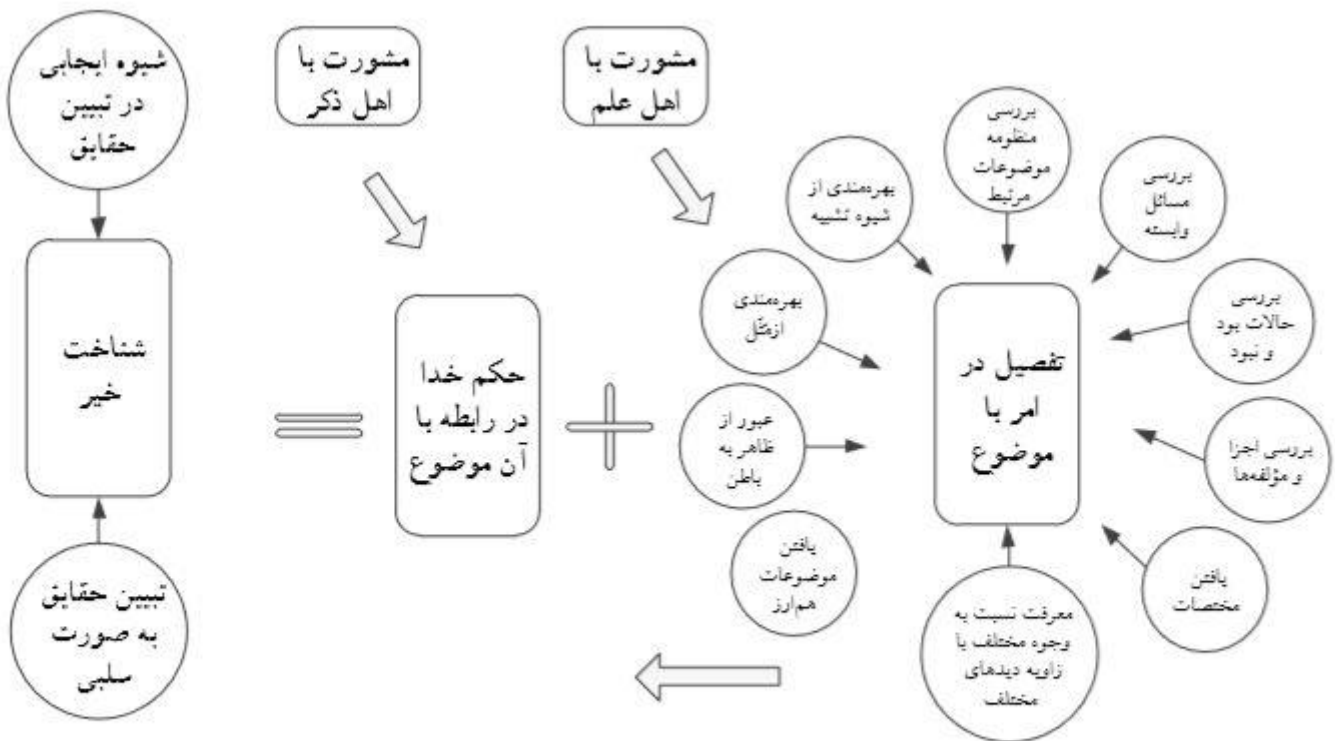 بررسی
منظومه
موضوعات
مرتبط
بررسی
مسائل
وابسته
بررسی
حالات بود
و نبود
بررسی اجزا
و مؤلفه‌ها
یافتن
مختصات
معرفت نسبت به
وجوه مختلف یا
زاویه دیدهای
مختلف
یافتن
موضوعات
هم‌ارز
عبور از
ظاهر به
باطن
بهره‌مندی
ازمثَل
بهره‌مندی از
شیوه تشبیه
تفصیل در
امر با
موضوع
مشورت با
اهل علم
مشورت با
اهل ذکر
حکم خدا
در رابطه با
آن موضوع
شیوه ایجابی
در تبیین
حقایق
شناخت
خیر
تبیین حقایق
به صورت
سلبی